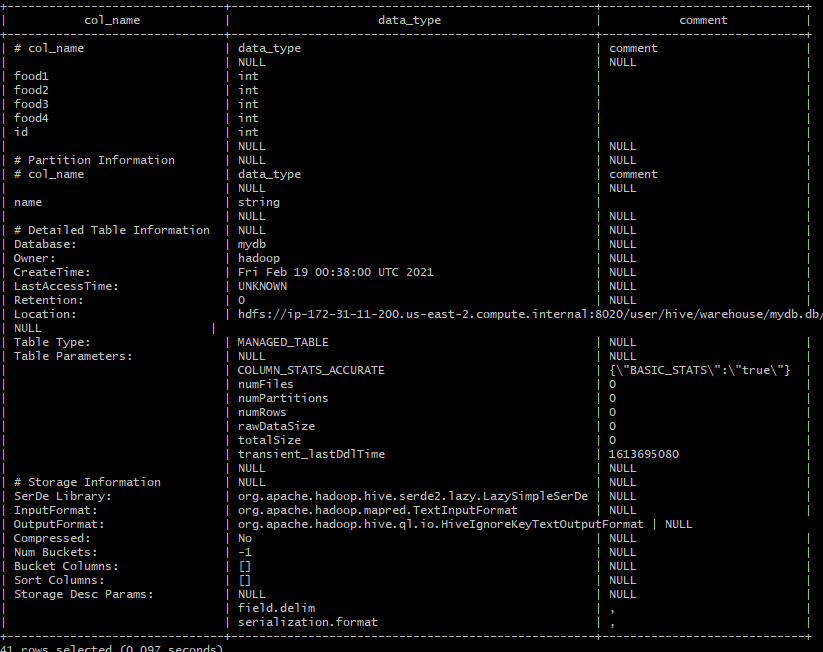 | col_name | data_type | comment |
| # col_name | data_type | comment |
| | NULL | NULL |
| food1 | int | |
| food2 | int | |
| food3 | int | |
| food4 | int | |
| id | int | |
| | NULL | NULL |
| # Partition Information | NULL | NULL |
| # col_name | data_type | comment |
| | NULL | NULL |
| name | string | |
| | NULL | NULL |
| # Detailed Table Information | NULL | NULL |
| Database: | mydb | NULL |
| Owner: | hadoop | NULL |
| CreateTime: | Fri Feb 19 00:38:00 UTC 2021 | NULL |
| LastAccessTime: | UNKNOWN | NULL |
| Retention: | 0 | NULL |
| Location: | hdfs://ip-172-31-11-200.us-east-2.compute.internal:8020/user/hive/warehouse/mydb.db/
| NULL |
| Table Type: | MANAGED_TABLE | NULL |
| Table Parameters: | NULL | NULL |
| | COLUMN_STATS_ACCURATE | {\"BASIC_STATS\":\"true\"} |
| | numFiles | 0 |
| | numPartitions | 0 |
| | numRows | 0 |
| | rawDataSize | 0 |
| | totalSize | 0 |
| | transient_lastDdlTime | 1613695080 |
| | NULL | NULL |
| # Storage Information | NULL | NULL |
| SerDe Library: | org.apache.hadoop.hive.serde2.lazy.LazySimpleSerDe | NULL |
| InputFormat: | org.apache.hadoop.mapred.TextInputFormat | NULL |
| OutputFormat: | org.apache.hadoop.hive.ql.io.HiveIgnoreKeyTextOutputFormat | NULL
| Compressed: | No | NULL |
| Num Buckets: | -1 | NULL |
| Bucket Columns: | [] | NULL |
| Sort Columns: | [] | NULL |
| Storage Desc Params: | NULL | NULL |
| | field.delim | , |
| | serialization.format | , |
41 rows selected (0.097 seconds)